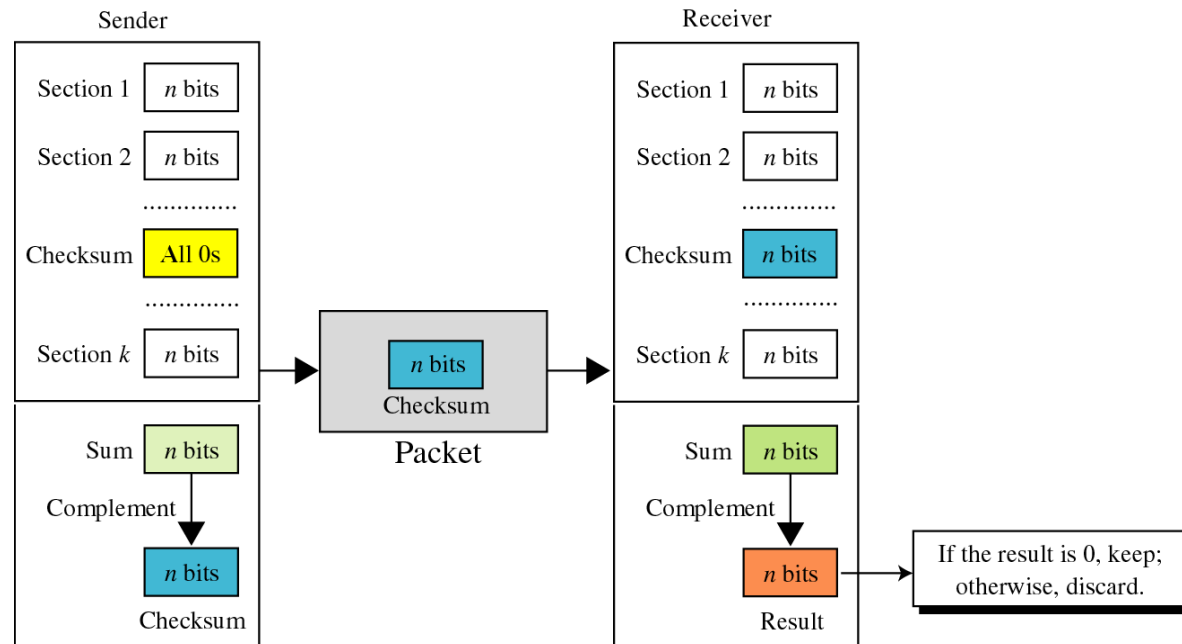 Sender
Section 1 n bits
Section 2 n bits
..............
Checksum All 0s
..............
Section k n bits
Sum n bits
Complement
n bits
Checksum
n bits
Checksum
Packet
Receiver
Section 1 n bits
Section 2 n bits
..............
Checksum n bits
..............
Section k n bits
Sum n bits
Complement
n bits
Result
If the result is 0, keep;
otherwise, discard.